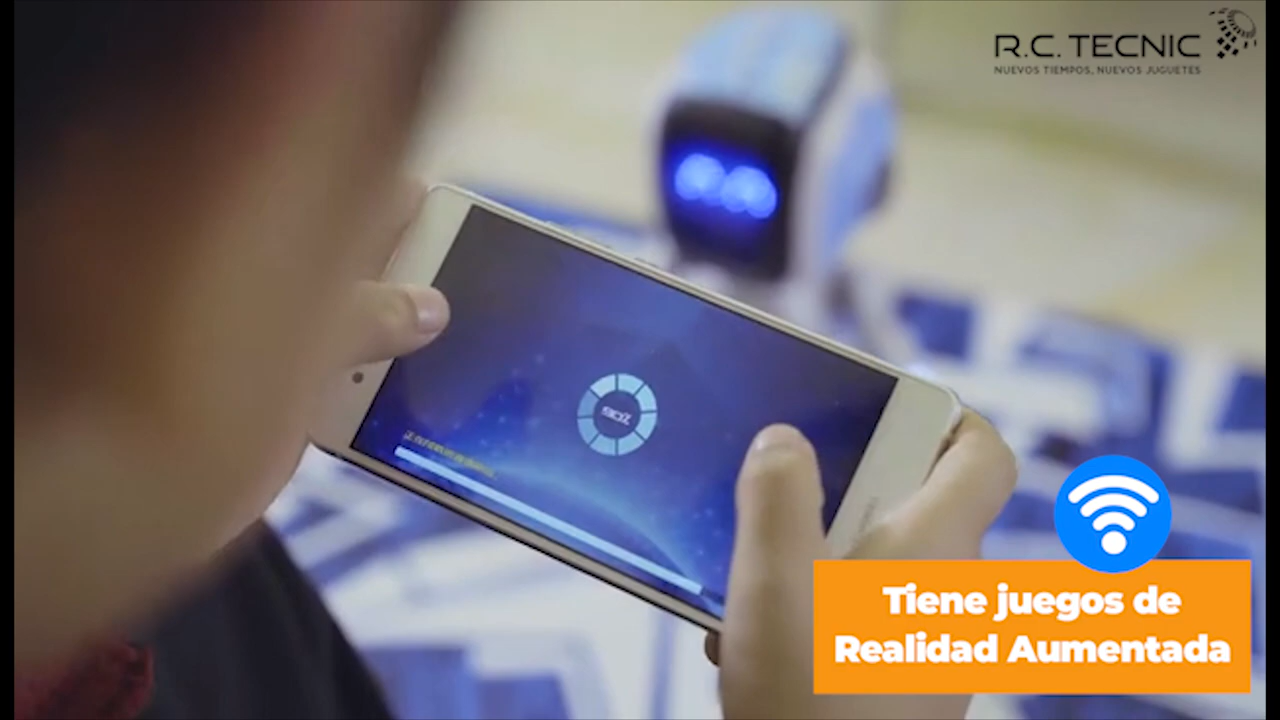 R.C. TECNIC
NUEVOS TIEMPOS, NUEVOS JUGUETES
Tiene juegos de
Realidad Aumentada